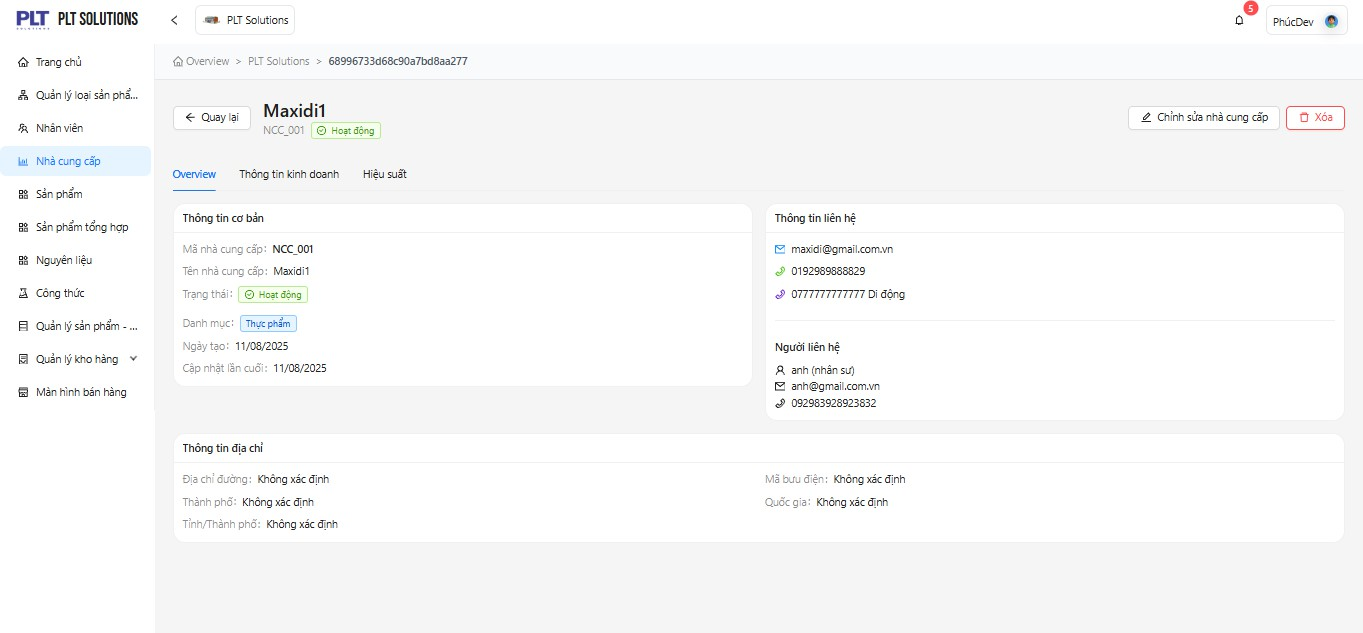 PLT SOLUTIONS
SOLUTIONS
PLT SOLUTIONS
PLT Solutions
5
PhúcDev
Trang chủ
Quản lý loại sản phẩ...
Nhân viên
Nhà cung cấp
Sản phẩm
Sản phẩm tổng hợp
Nguyên liệu
Công thức
Quản lý sản phẩm - ...
Quản lý kho hàng
Màn hình bán hàng
Overview > PLT Solutions > 68996733d68c90a7bd8aa277
Quay lại
Maxidi1
NCC_001 Hoạt động
Chỉnh sửa nhà cung cấp
Xóa
Overview Thông tin kinh doanh Hiệu suất
Thông tin cơ bản
Mã nhà cung cấp: NCC_001
Tên nhà cung cấp: Maxidi1
Trạng thái: Hoạt động
Danh mục: Thực phẩm
Ngày tạo: 11/08/2025
Cập nhật lần cuối: 11/08/2025
Thông tin liên hệ
maxidi@gmail.com.vn
0192989888829
0777777777777 Di động
Người liên hệ
anh (nhân sự)
anh@gmail.com.vn
092983928923832
Thông tin địa chỉ
Địa chỉ đường: Không xác định
Thành phố: Không xác định
Tỉnh/Thành phố: Không xác định
Mã bưu điện: Không xác định
Quốc gia: Không xác định